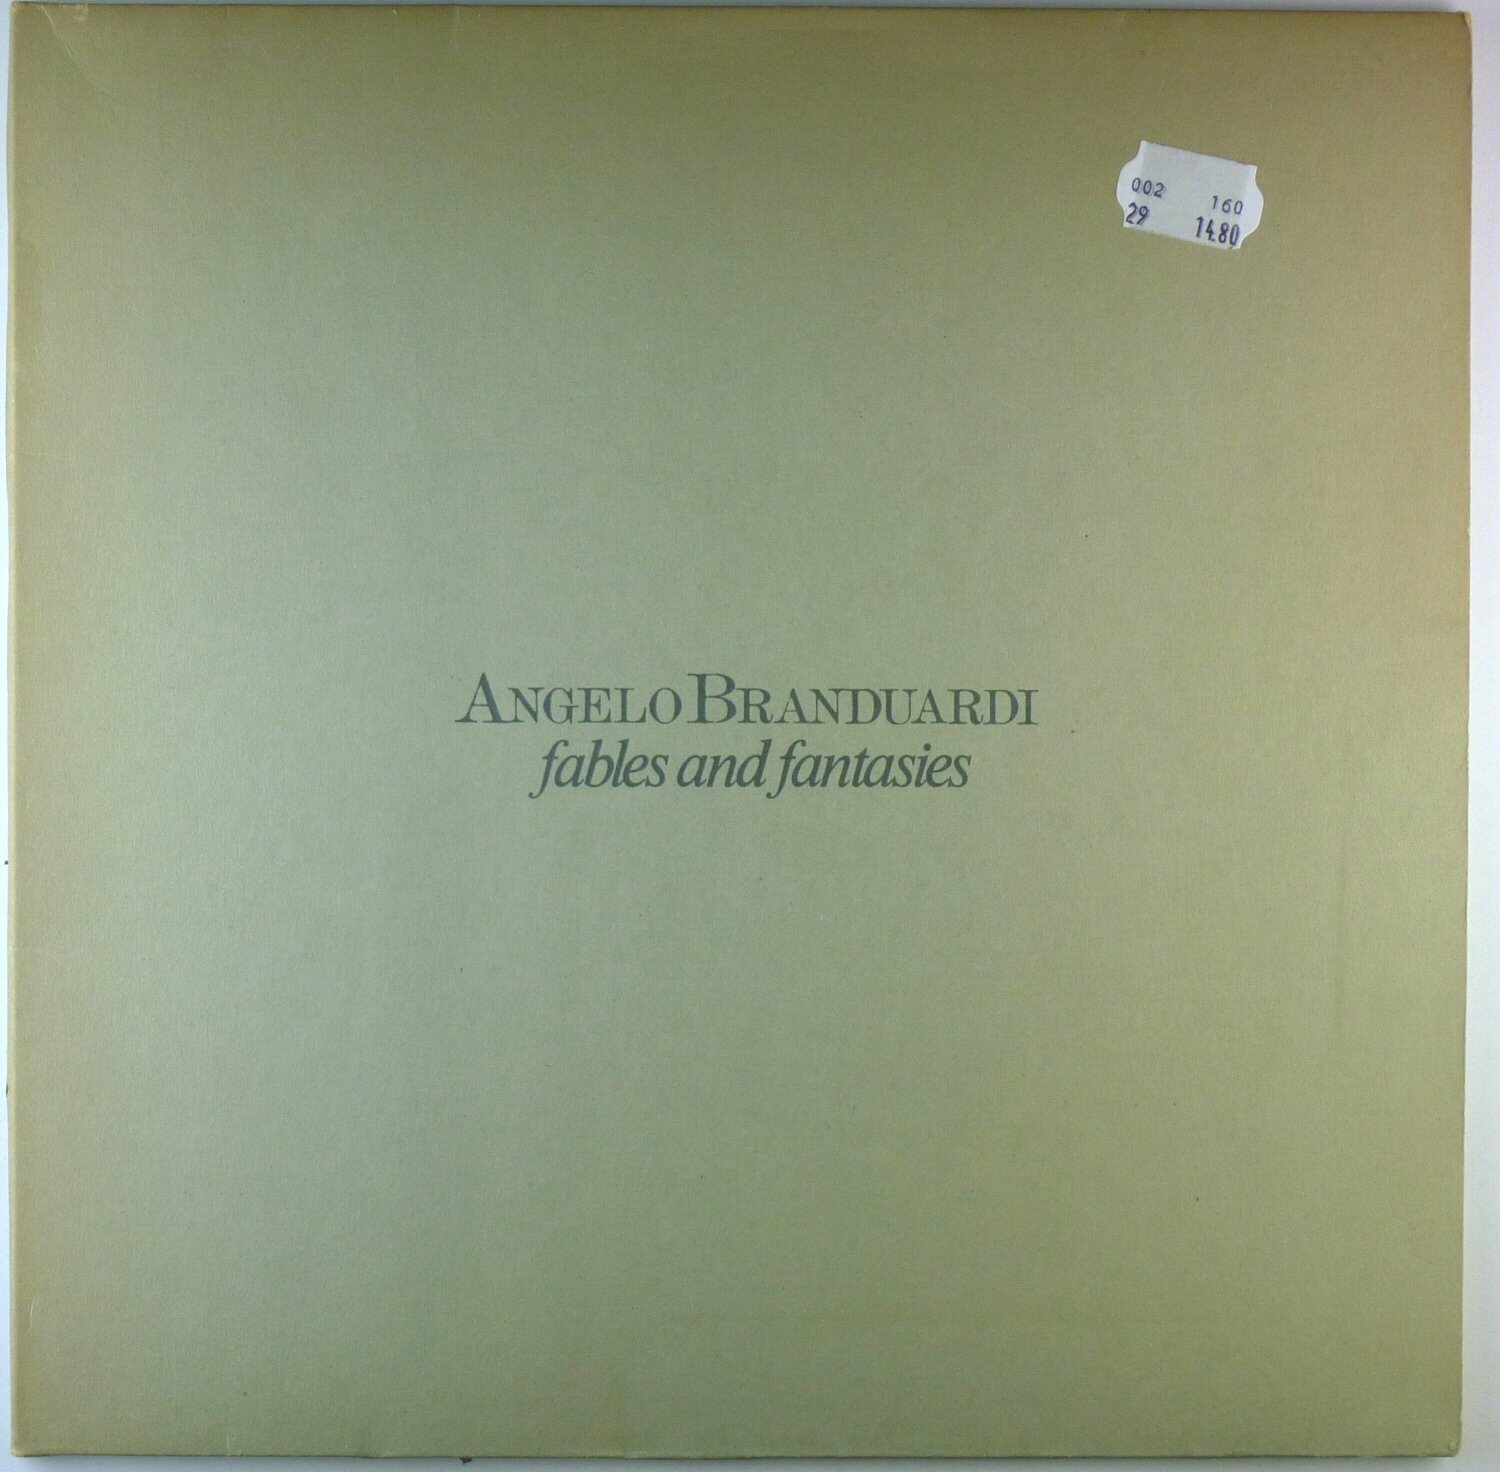 002 160
29 14.80
ANGELO BRANDUARDI
fables and fantasies